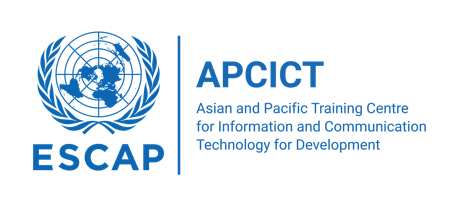 ESCAP
APCICT
Asian and Pacific Training Centre
for Information and Communication
Technology for Development